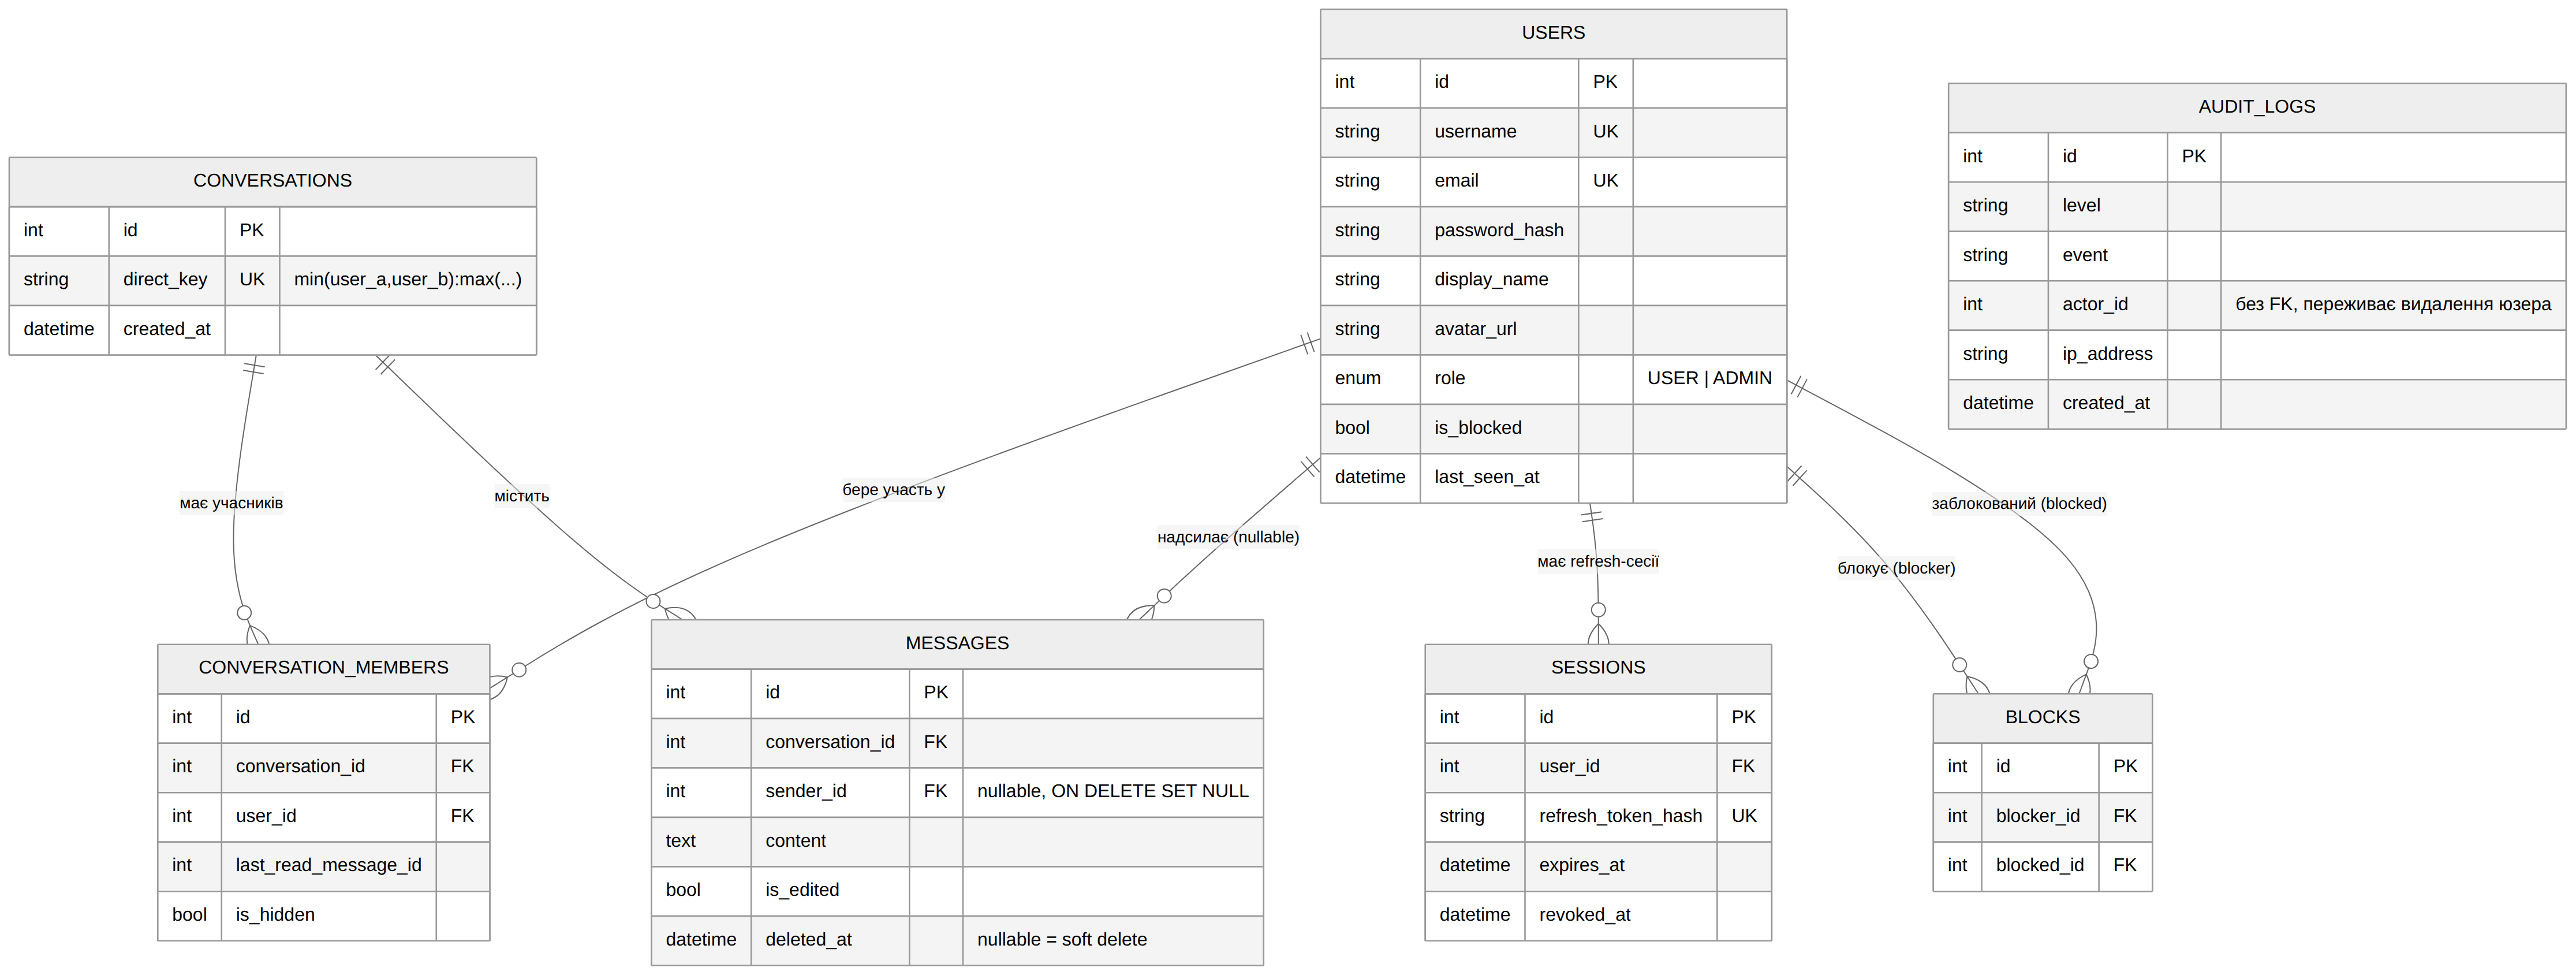 USERS
int id PK
string username UK
string email UK
string password_hash
string display_name
string avatar_url
enum role USER | ADMIN
bool is_blocked
datetime last_seen_at
AUDIT_LOGS
int id PK
string level
string event
int actor_id без FK, переживає видалення юзера
string ip_address
datetime created_at
CONVERSATIONS
int id PK
string direct_key UK min(user_a,user_b):max(...)
datetime created_at
має учасників
містить
бере участь у
надсилає (nullable)
має refresh-сесії
блокує (blocker)
заблокований (blocked)
CONVERSATION_MEMBERS
int id PK
int conversation_id FK
int user_id FK
int last_read_message_id
bool is_hidden
MESSAGES
int id PK
int conversation_id FK
int sender_id FK nullable, ON DELETE SET NULL
text content
bool is_edited
datetime deleted_at nullable = soft delete
SESSIONS
int id PK
int user_id FK
string refresh_token_hash UK
datetime expires_at
datetime revoked_at
BLOCKS
int id PK
int blocker_id FK
int blocked_id FK